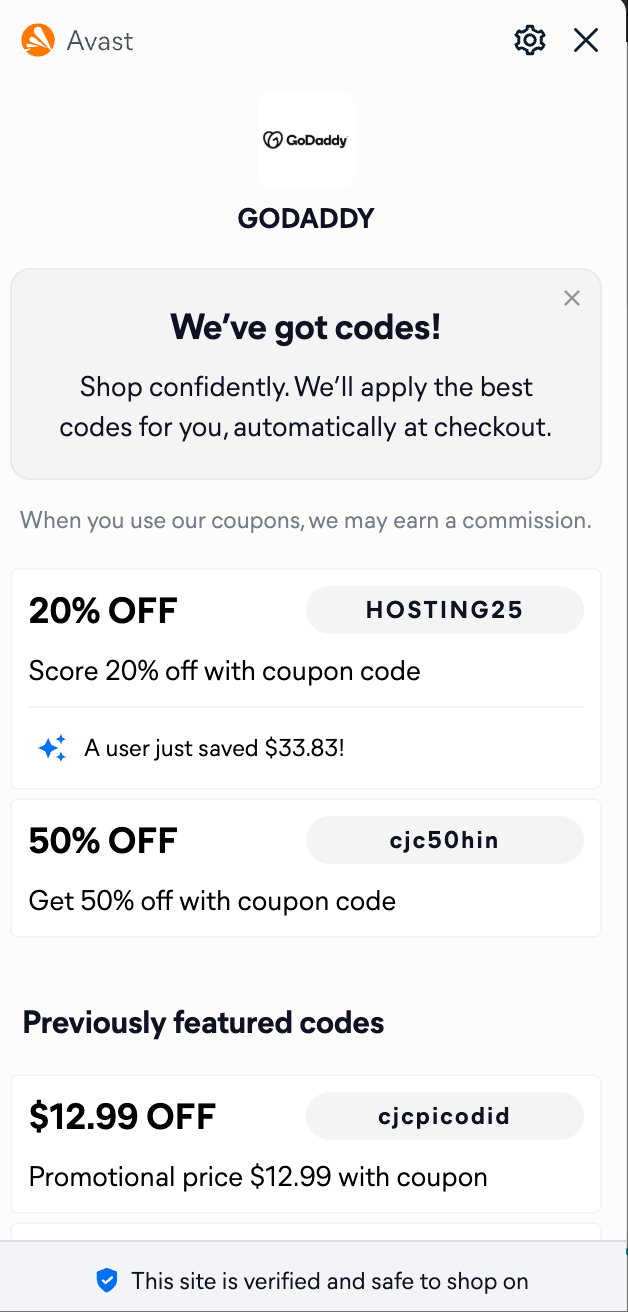 Avast
GoDaddy
GODADDY
We’ve got codes!
Shop confidently. We’ll apply the best
codes for you, automatically at checkout.
When you use our coupons, we may earn a commission.
20% OFF
HOSTING25
Score 20% off with coupon code
A user just saved $33.83!
50% OFF
cjc50hin
Get 50% off with coupon code
Previously featured codes
$12.99 OFF
cjcpicodid
Promotional price $12.99 with coupon
This site is verified and safe to shop on